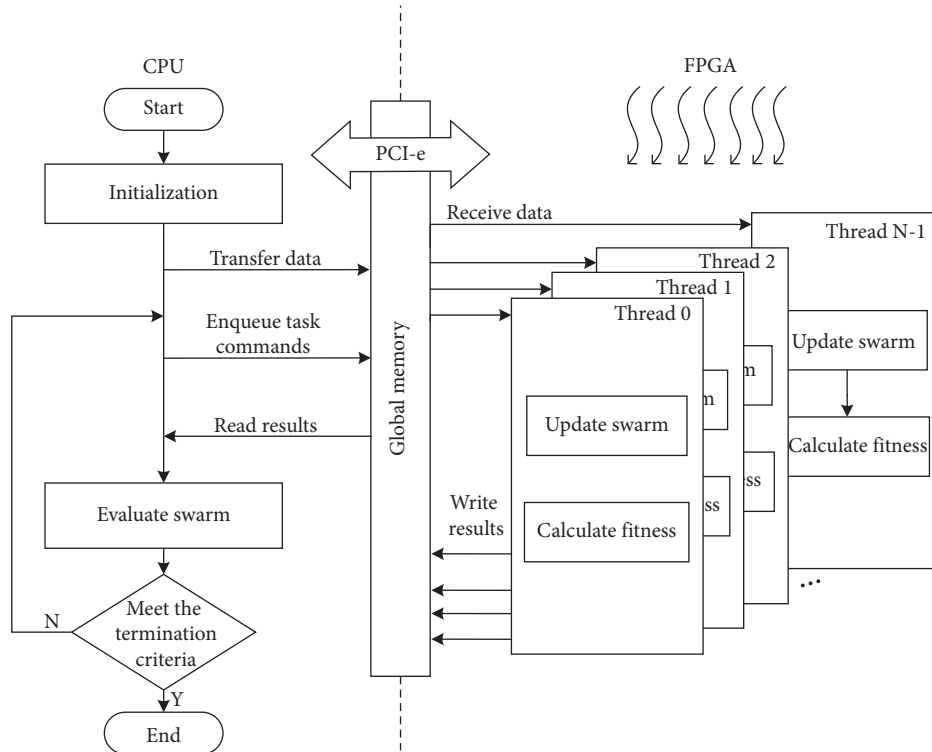 CPU
FPGA
Start
PCI-e
Initialization
Receive data
Thread N-1
Transfer data
Thread 2
Thread 1
Thread 0
Enqueue task
commands
Global memory
Update swarm
m
m
Read results
Update swarm
Calculate fitness
ess
ss
Write
results
Evaluate swarm
Calculate fitness
...
N
Meet the
termination
criteria
Y
End